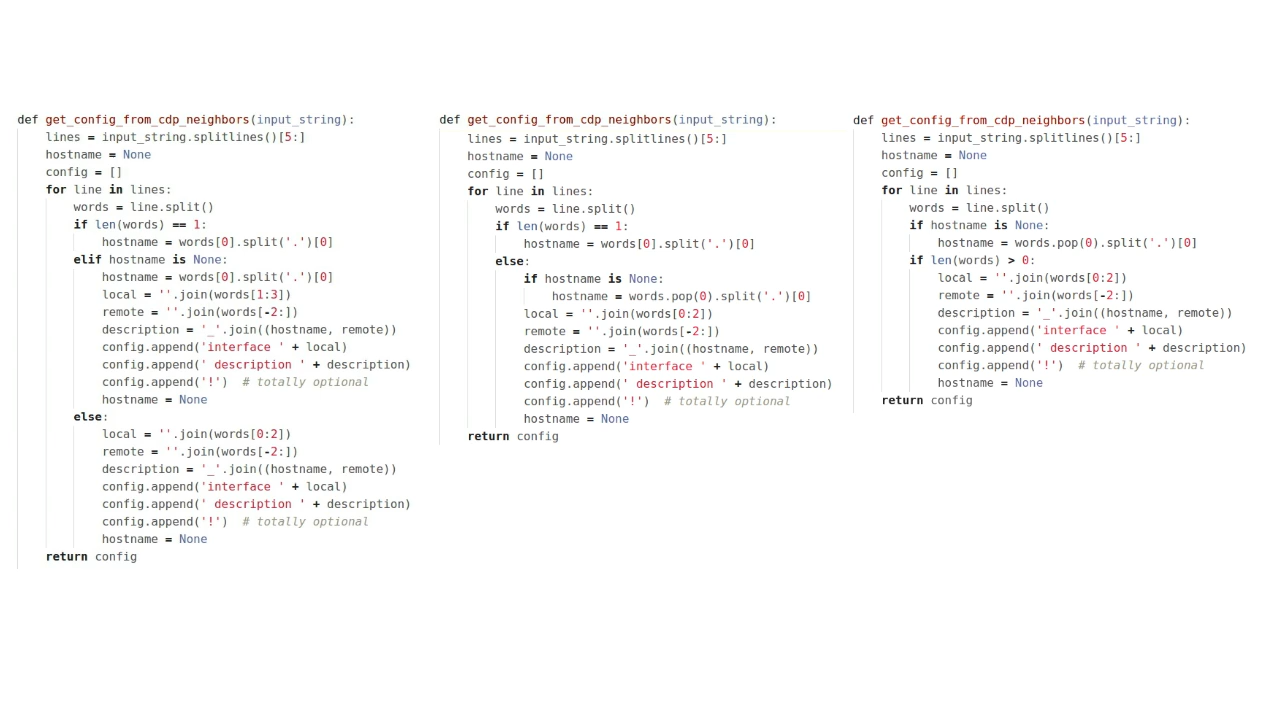 def get_config_from_cdp_neighbors(input_string):
    lines = input_string.splitlines()[5:]
    hostname = None
    config = []
    for line in lines:
        words = line.split()
        if len(words) == 1:
            hostname = words[0].split('.')[0]
        elif hostname is None:
            hostname = words[0].split('.')[0]
            local = ''.join(words[1:3])
            remote = ''.join(words[-2:])
            description = '_'.join((hostname, remote))
            config.append('interface ' + local)
            config.append(' description ' + description)
            config.append('!')  # totally optional
            hostname = None
        else:
            local = ''.join(words[0:2])
            remote = ''.join(words[-2:])
            description = '_'.join((hostname, remote))
            config.append('interface ' + local)
            config.append(' description ' + description)
            config.append('!')  # totally optional
            hostname = None
    return config
def get_config_from_cdp_neighbors(input_string):
    lines = input_string.splitlines()[5:]
    hostname = None
    config = []
    for line in lines:
        words = line.split()
        if len(words) == 1:
            hostname = words[0].split('.')[0]
        else:
            if hostname is None:
                hostname = words.pop(0).split('.')[0]
            local = ''.join(words[0:2])
            remote = ''.join(words[-2:])
            description = '_'.join((hostname, remote))
            config.append('interface ' + local)
            config.append(' description ' + description)
            config.append('!')  # totally optional
            hostname = None
    return config
def get_config_from_cdp_neighbors(input_string):
    lines = input_string.splitlines()[5:]
    hostname = None
    config = []
    for line in lines:
        words = line.split()
        if hostname is None:
            hostname = words.pop(0).split('.')[0]
        if len(words) > 0:
            local = ''.join(words[0:2])
            remote = ''.join(words[-2:])
            description = '_'.join((hostname, remote))
            config.append('interface ' + local)
            config.append(' description ' + description)
            config.append('!')  # totally optional
            hostname = None
    return config